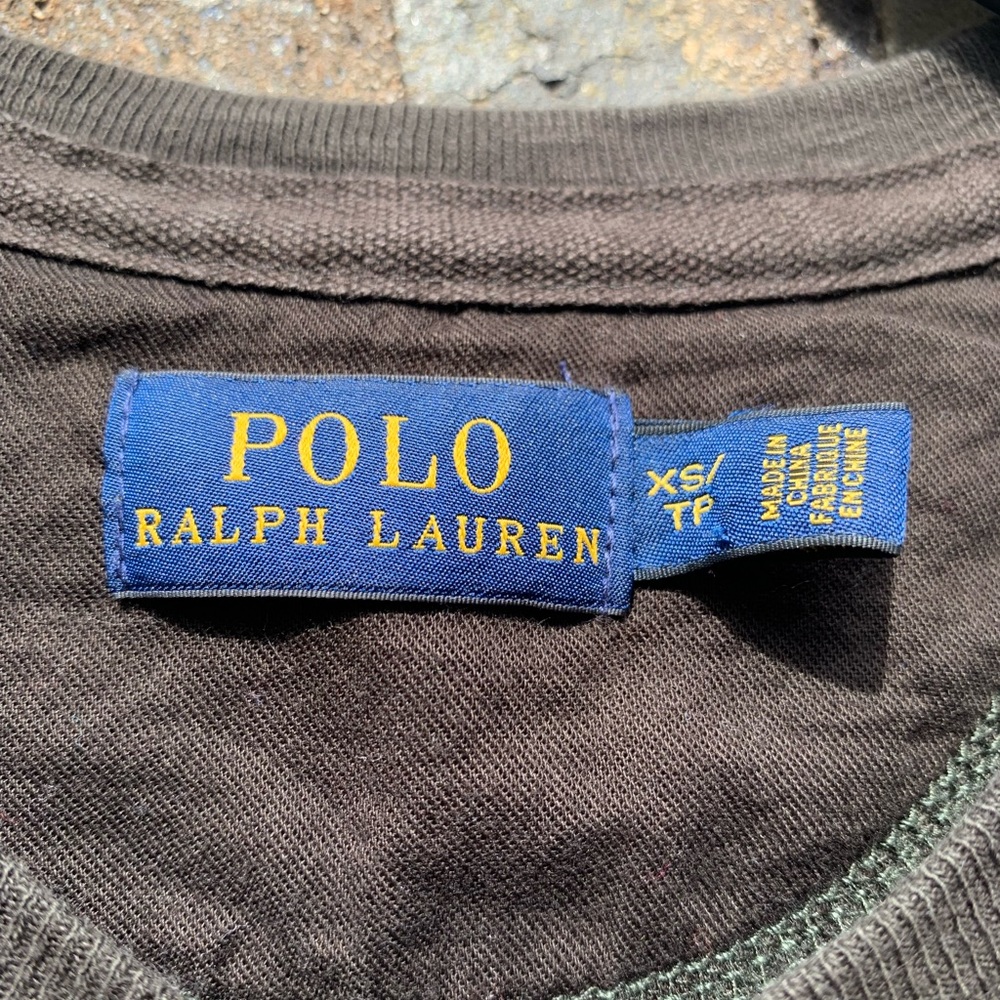 POLO
RALPH LAUREN
XS/
TP
MADE IN
CHINA
FABRIQUE
EN CHINE